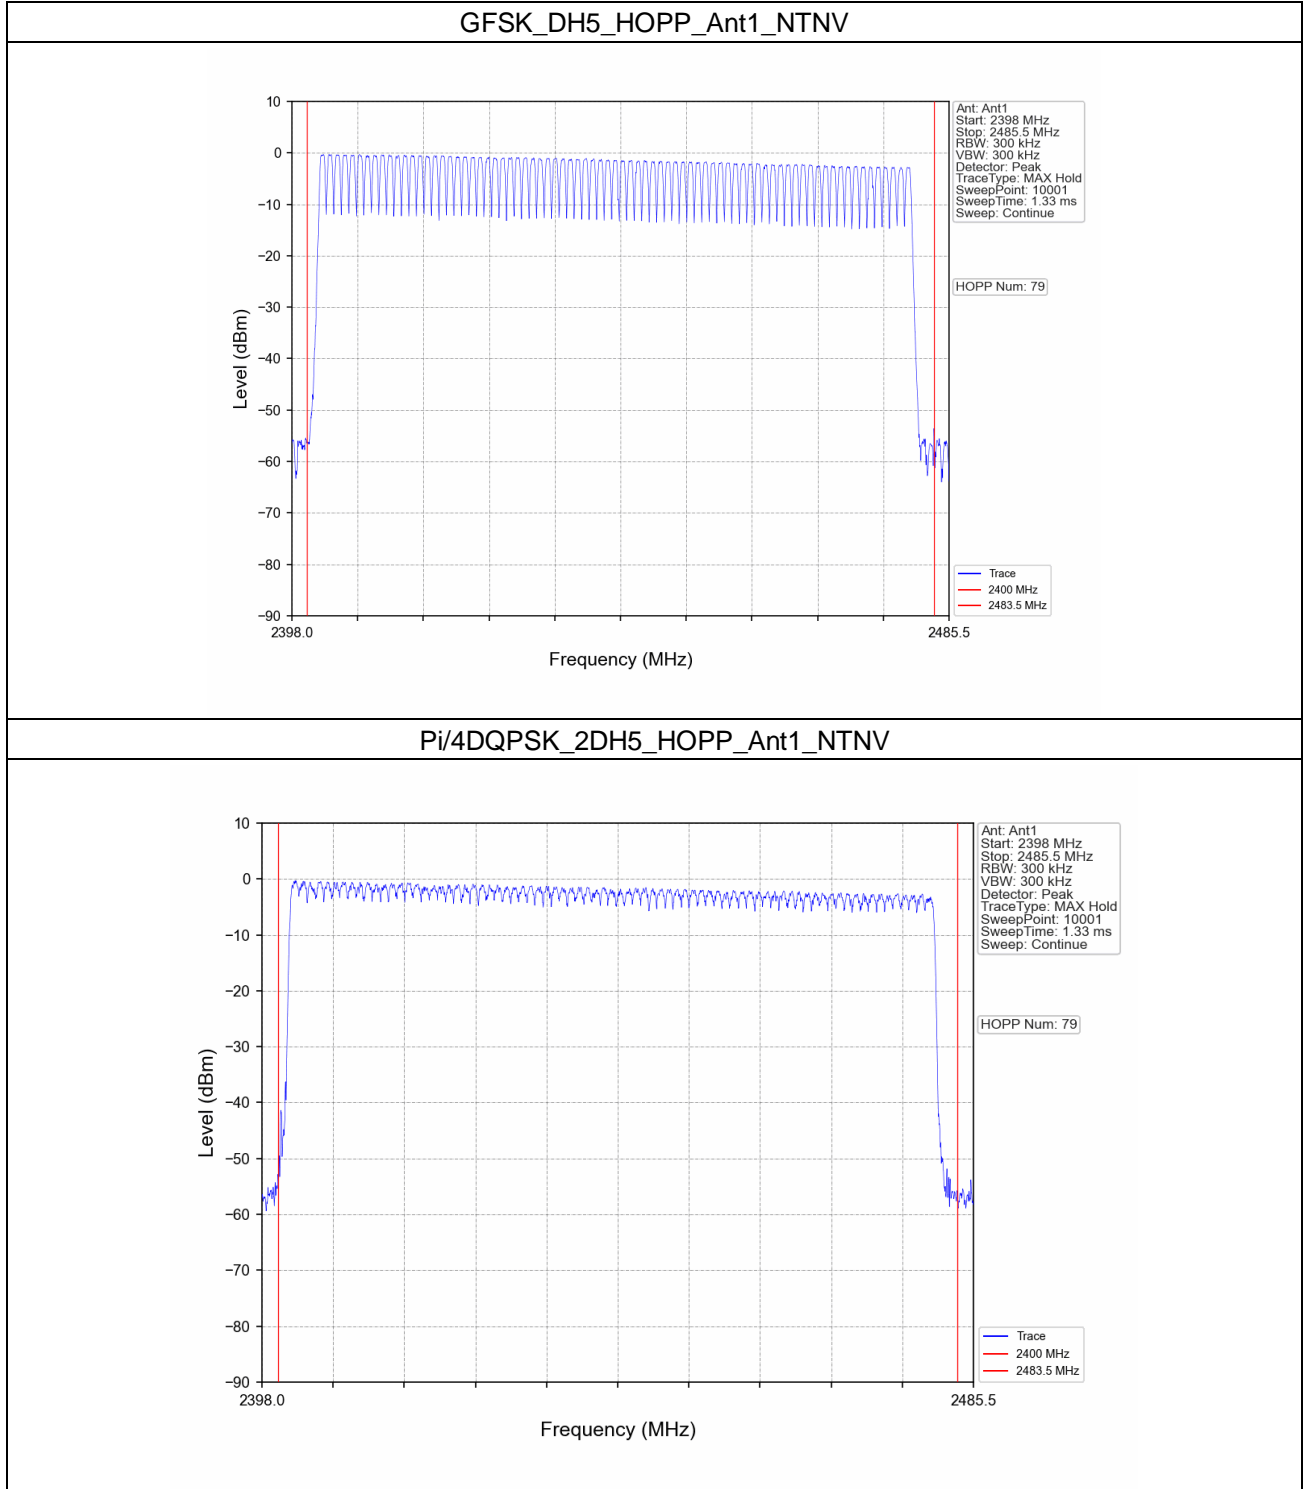 GFSK_DH5_HOPP_Ant1_NTNV
10
0
−10
−20
−30
−40
−50
−60
−70
−80
−90
Level (dBm)
2398.0
2485.5
Frequency (MHz)
Ant: Ant1
Start: 2398 MHz
Stop: 2485.5 MHz
RBW: 300 kHz
VBW: 300 kHz
Detector: Peak
TraceType: MAX Hold
SweepPoint: 10001
SweepTime: 1.33 ms
Sweep: Continue
HOPP Num: 79
Trace
2400 MHz
2483.5 MHz
Pi/4DQPSK_2DH5_HOPP_Ant1_NTNV
10
0
−10
−20
−30
−40
−50
−60
−70
−80
−90
Level (dBm)
2398.0
2485.5
Frequency (MHz)
Ant: Ant1
Start: 2398 MHz
Stop: 2485.5 MHz
RBW: 300 kHz
VBW: 300 kHz
Detector: Peak
TraceType: MAX Hold
SweepPoint: 10001
SweepTime: 1.33 ms
Sweep: Continue
HOPP Num: 79
Trace
2400 MHz
2483.5 MHz